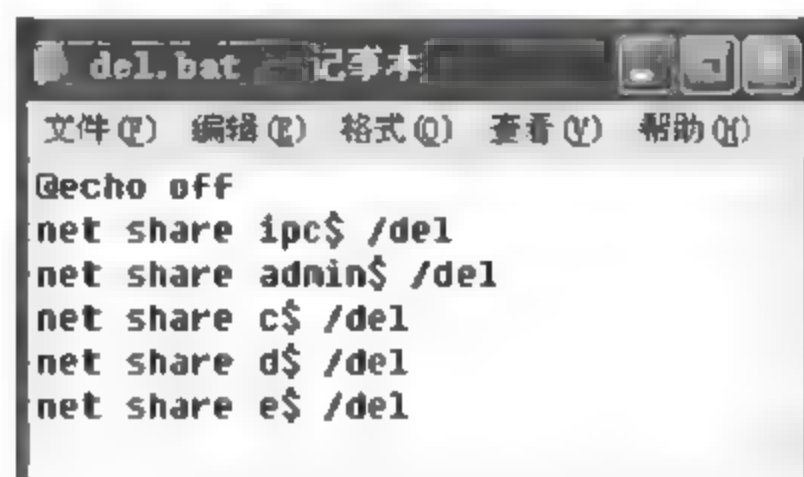 del.bat 记事本
文件(F) 编辑(E) 格式(O) 查看(V) 帮助(H)
@echo off
net share ipc$ /del
net share admin$ /del
net share c$ /del
net share d$ /del
net share e$ /del